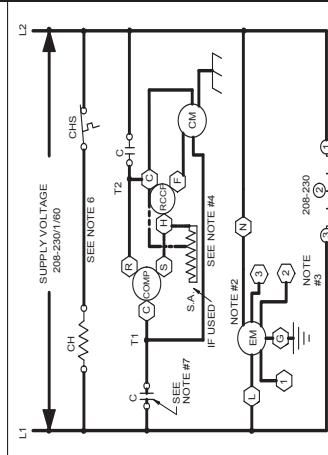 L1
L2
SUPPLY VOLTAGE
208-230/1/60
CH
SEE NOTE 6
CHS
C
T2
C
T1
C
SEE
NOTE #7
C
COMP
R
S
H
C
RCCF
F
CM
S.A.
IF USED
SEE NOTE #4
NOTE #2
L
EM
1
G
2
3
N
208-230
3
2
1
NOTE
#3